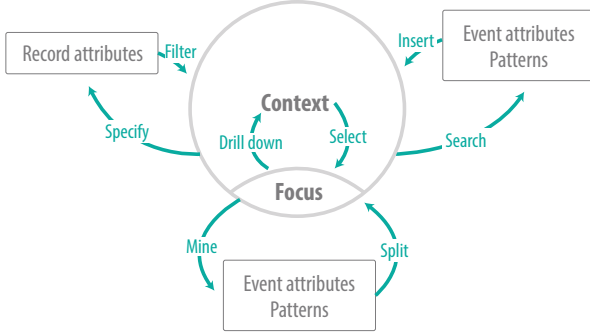 Record attributes
Filter
Insert
Event attributes
Patterns
Context
Specify
Drill down
Select
Search
Focus
Mine
Split
Event attributes
Patterns